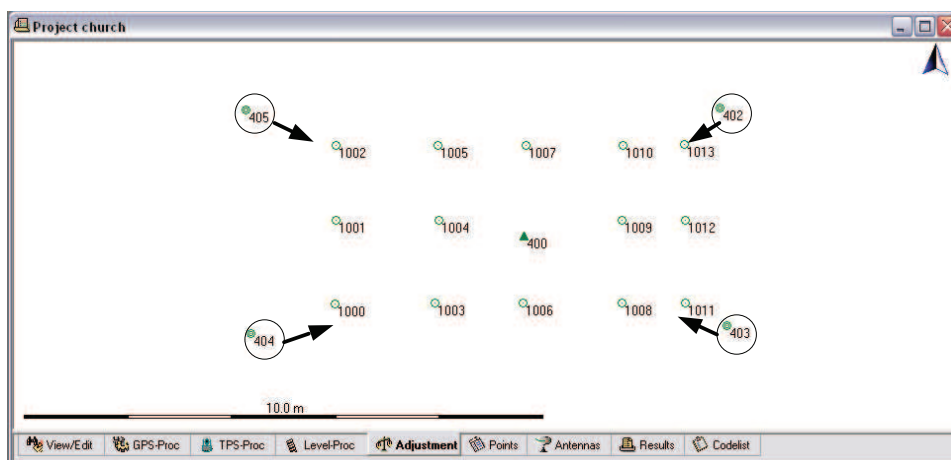 Project church
405
402
1002 1005 1007 1010 1013
1001 1004 400 1009 1012
1000 1003 1006 1008 1011
404
403
10.0 m
View/Edit GPS-Proc TPS-Proc Level-Proc Adjustment Points Antennas Results Codelist